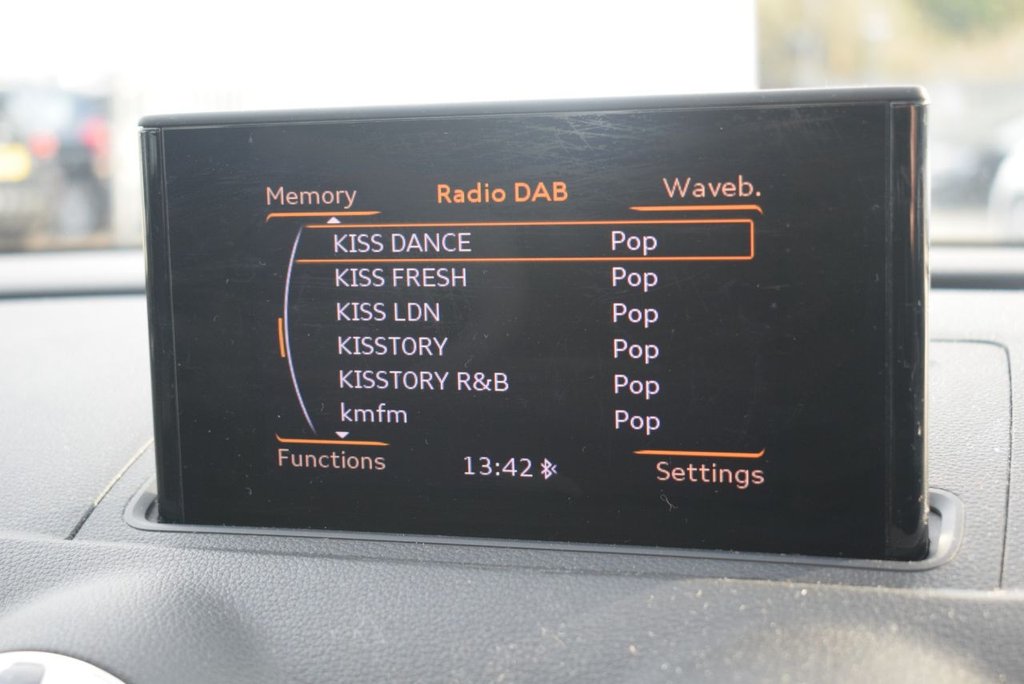 Memory Radio DAB Waveb.
KISS DANCE Pop
KISS FRESH Pop
KISS LDN Pop
KISSTORY Pop
KISSTORY R&B Pop
kmfm Pop
Functions 13:42 Settings